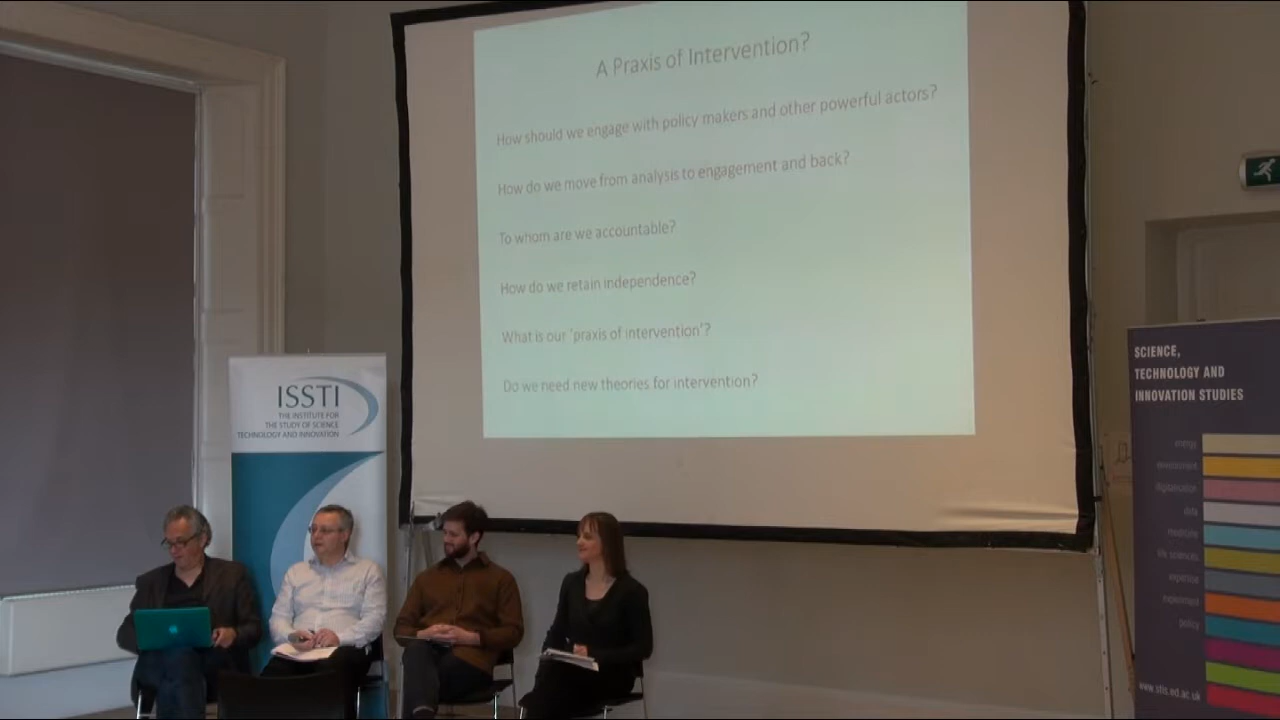 A Praxis of Intervention?
How should we engage with policy makers and other powerful actors?
How do we move from analysis to engagement and back?
To whom are we accountable?
How do we retain independence?
What is our 'praxis of intervention'?
Do we need new theories for intervention?
ISSTI
THE INSTITUTE FOR
THE STUDY OF SCIENCE
TECHNOLOGY AND INNOVATION
SCIENCE,
TECHNOLOGY AND
INNOVATION STUDIES
energy
environment
digitalisation
data
medicine
life sciences
expertise
experiment
policy
www.stis.ed.ac.uk